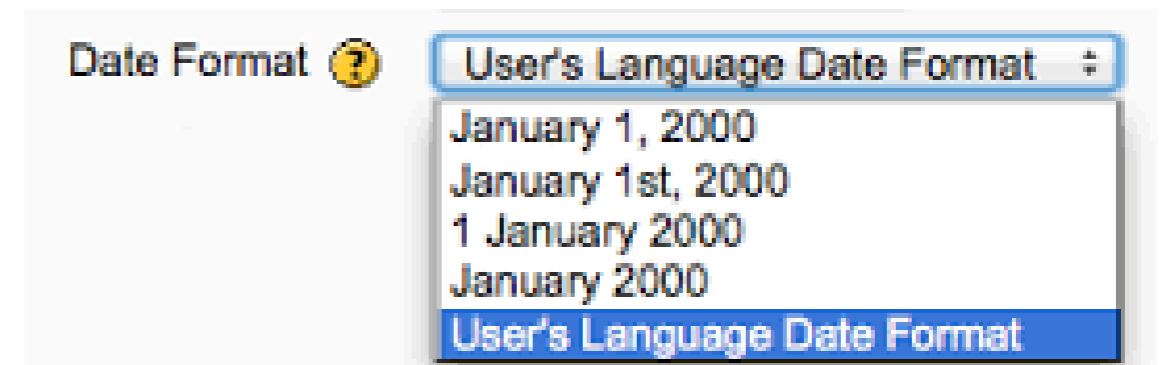 Date Format ? User's Language Date Format
January 1, 2000
January 1st, 2000
1 January 2000
January 2000
User's Language Date Format